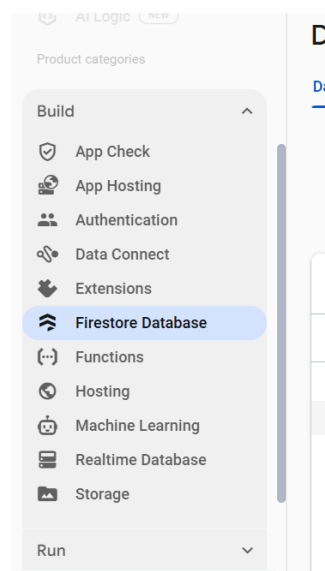 AI Logic NEW
D
Product categories
Da
Build
App Check
App Hosting
Authentication
Data Connect
Extensions
Firestore Database
Functions
Hosting
Machine Learning
Realtime Database
Storage
Run